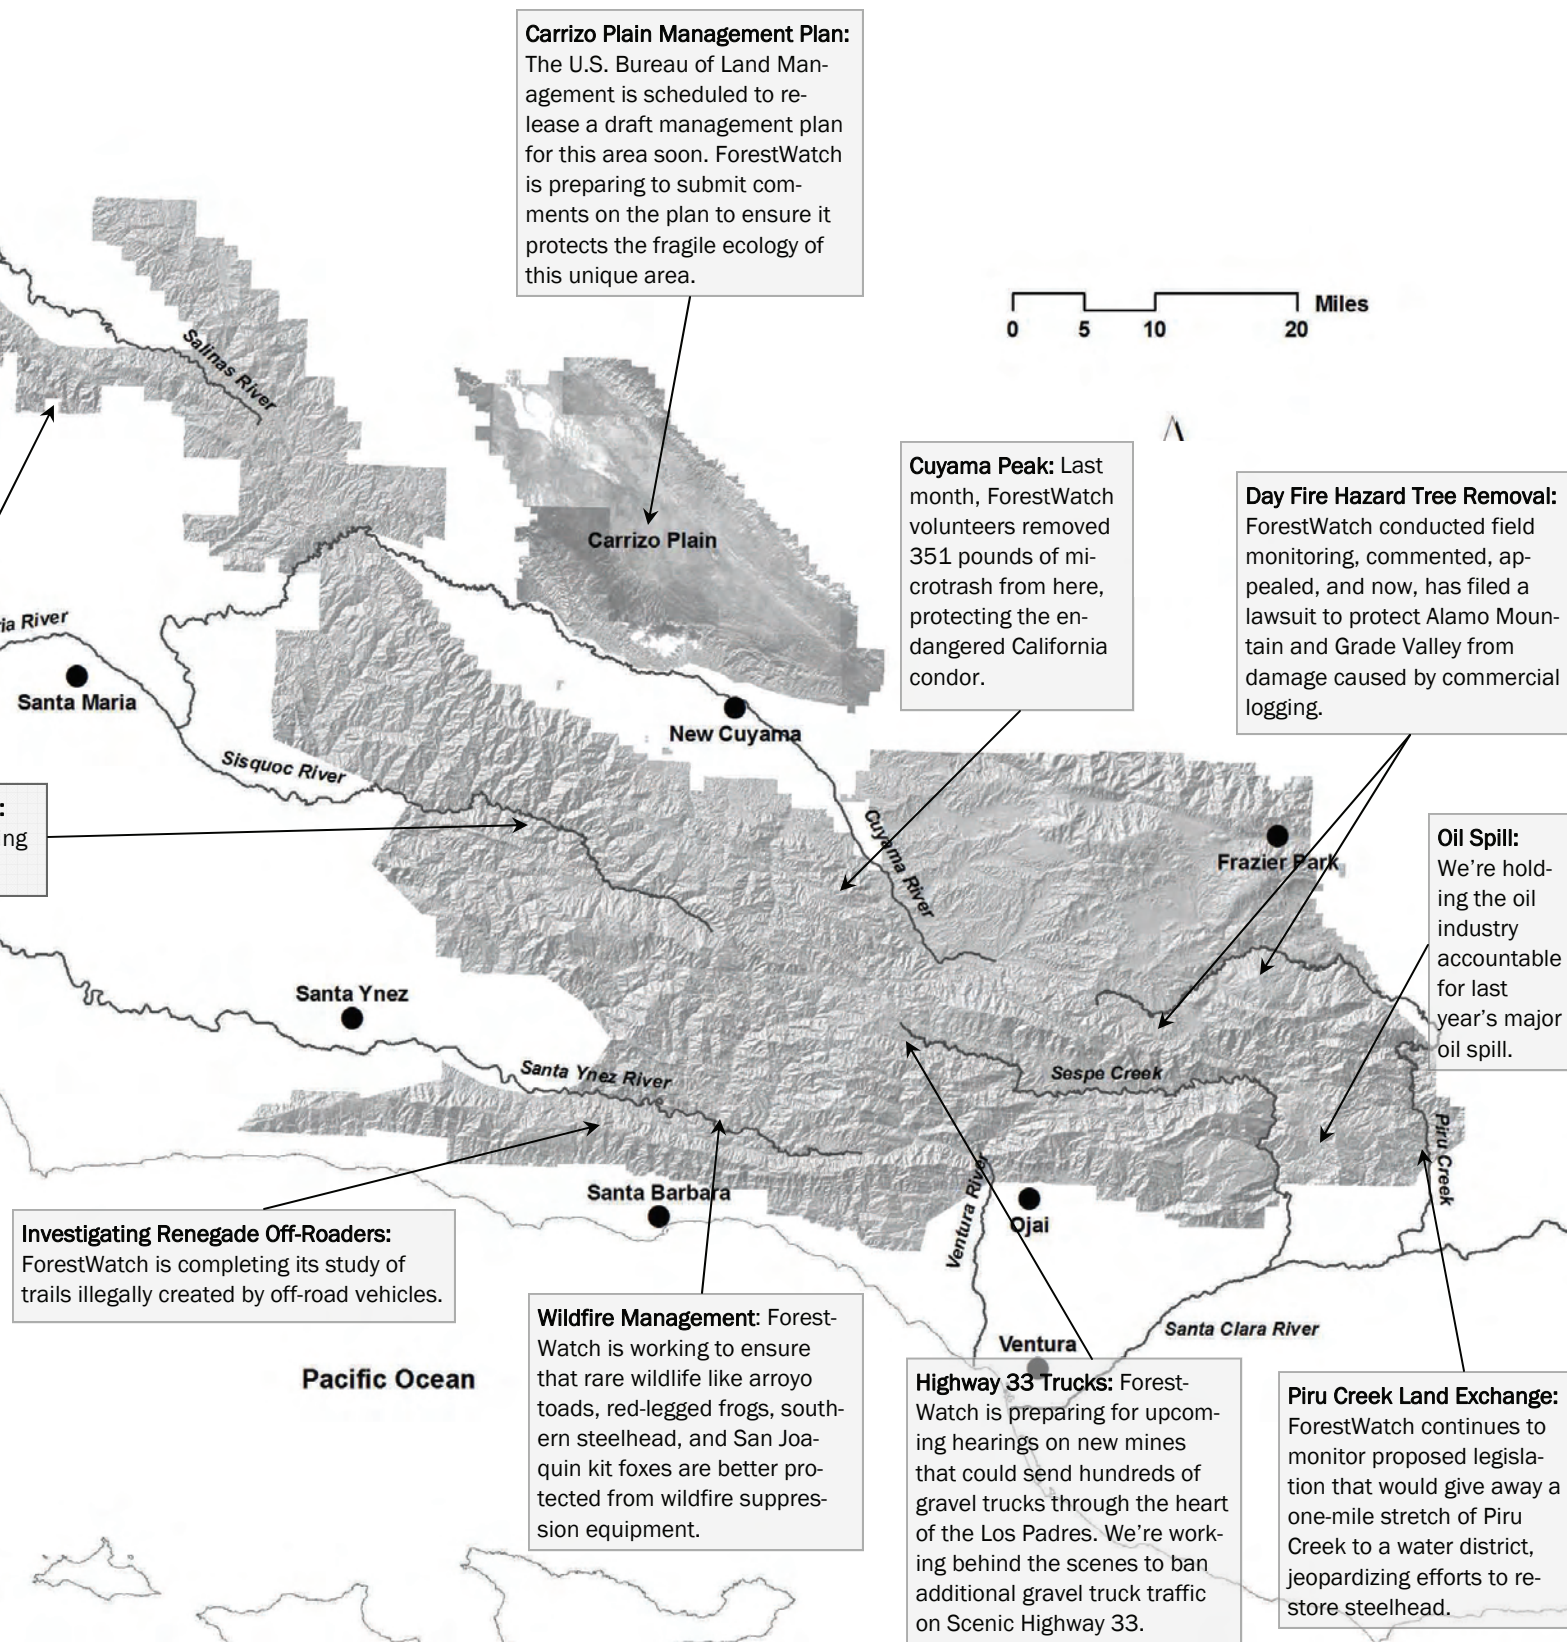 Carrizo Plain Management Plan:
The U.S. Bureau of Land Man-
agement is scheduled to re-
lease a draft management plan
for this area soon. ForestWatch
is preparing to submit com-
ments on the plan to ensure it
protects the fragile ecology of
this unique area.
Miles
0 5 10 20
Salinas River
Carrizo Plain
Cuyama Peak: Last
month, ForestWatch
volunteers removed
351 pounds of mi-
crotrash from here,
protecting the en-
dangered California
condor.
Day Fire Hazard Tree Removal:
ForestWatch conducted field
monitoring, commented, ap-
pealed, and now, has filed a
lawsuit to protect Alamo Moun-
tain and Grade Valley from
damage caused by commercial
logging.
ria River
Santa Maria
New Cuyama
Sisquoc River
:
ng
Cuyama River
Frazier Park
Oil Spill:
We're hold-
ing the oil
industry
accountable
for last
year's major
oil spill.
Santa Ynez
Santa Ynez River
Sespe Creek
Piru Creek
Santa Barbara
Ventura River
Ojai
Investigating Renegade Off-Roaders:
ForestWatch is completing its study of
trails illegally created by off-road vehicles.
Wildfire Management: Forest-
Watch is working to ensure
that rare wildlife like arroyo
toads, red-legged frogs, south-
ern steelhead, and San Joa-
quin kit foxes are better pro-
tected from wildfire suppres-
sion equipment.
Pacific Ocean
Santa Clara River
Ventura
Highway 33 Trucks: Forest-
Watch is preparing for upcom-
ing hearings on new mines
that could send hundreds of
gravel trucks through the heart
of the Los Padres. We're work-
ing behind the scenes to ban
additional gravel truck traffic
on Scenic Highway 33.
Piru Creek Land Exchange:
ForestWatch continues to
monitor proposed legisla-
tion that would give away a
one-mile stretch of Piru
Creek to a water district,
jeopardizing efforts to re-
store steelhead.